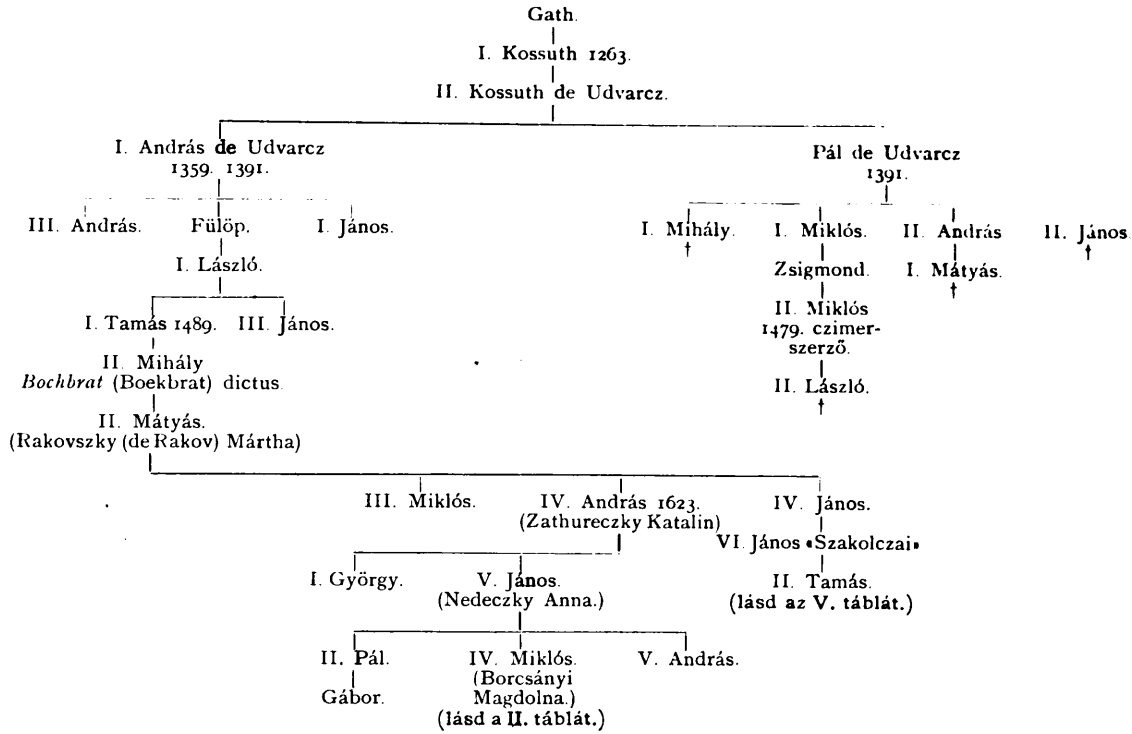 Gath.
I. Kossuth 1263.
II. Kossuth de Udvarcz.
I. András de Udvarcz
1359. 1391.
Pál de Udvarcz
1391.
III. András. Fülöp. I. János.
I. Mihály. I. Miklós. II. András II. János.
† †
I. László.
Zsigmond. I. Mátyás.
†
I. Tamás 1489. III. János.
II. Miklós
1479. czimer-
szerző.
II. Mihály
Bochbrat (Boekbrat) dictus.
II. László.
†
II. Mátyás.
(Rakovszky (de Rakov) Mártha)
III. Miklós. IV. András 1623. IV. János.
(Zathureczky Katalin)
VI. János «Szakolczai»
I. György. V. János. II. Tamás.
(Nedeczky Anna.) (lásd az V. táblát.)
II. Pál. IV. Miklós. V. András.
(Borcsányi
Gábor. Magdolna.)
(lásd a II. táblát.)